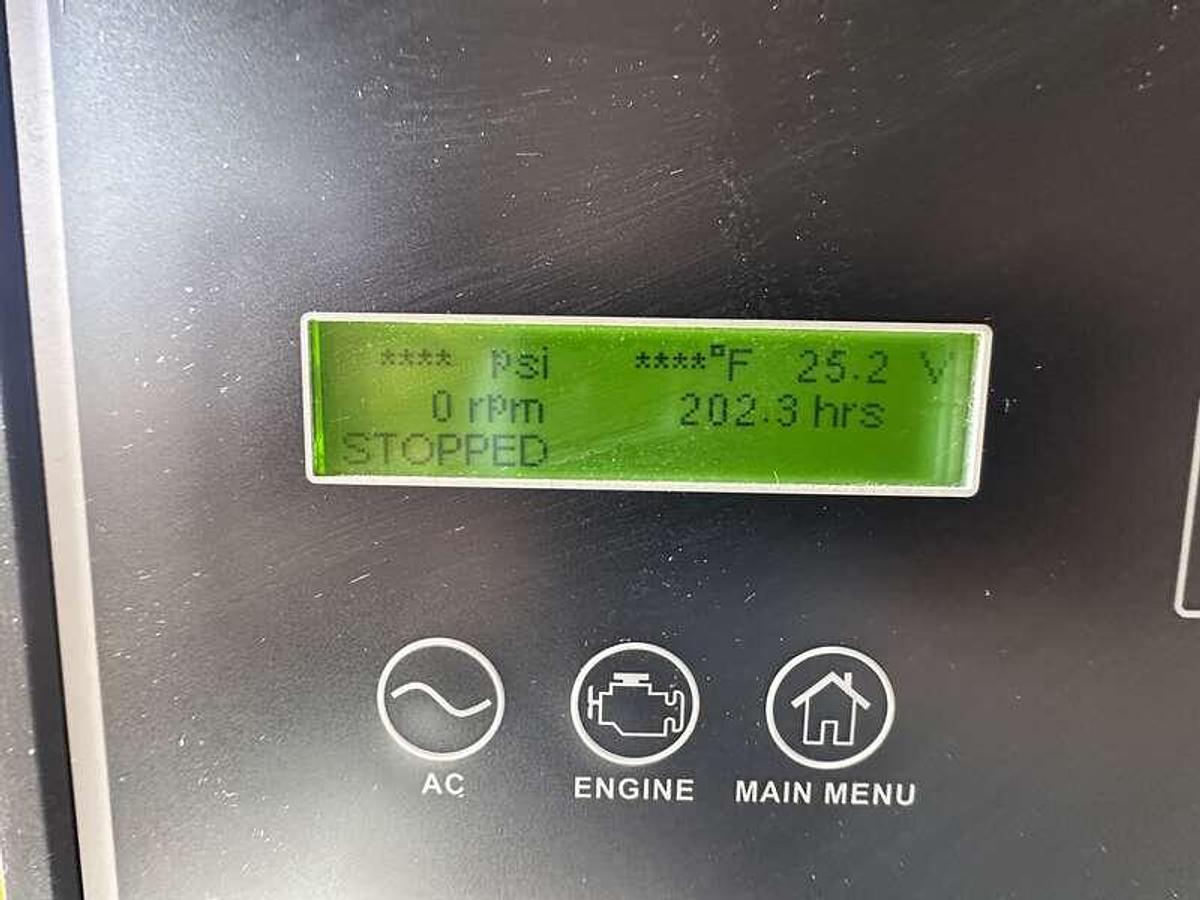 **** psi ****°F 25.2 V
0 rpm 202.3 hrs
STOPPED
AC ENGINE MAIN MENU